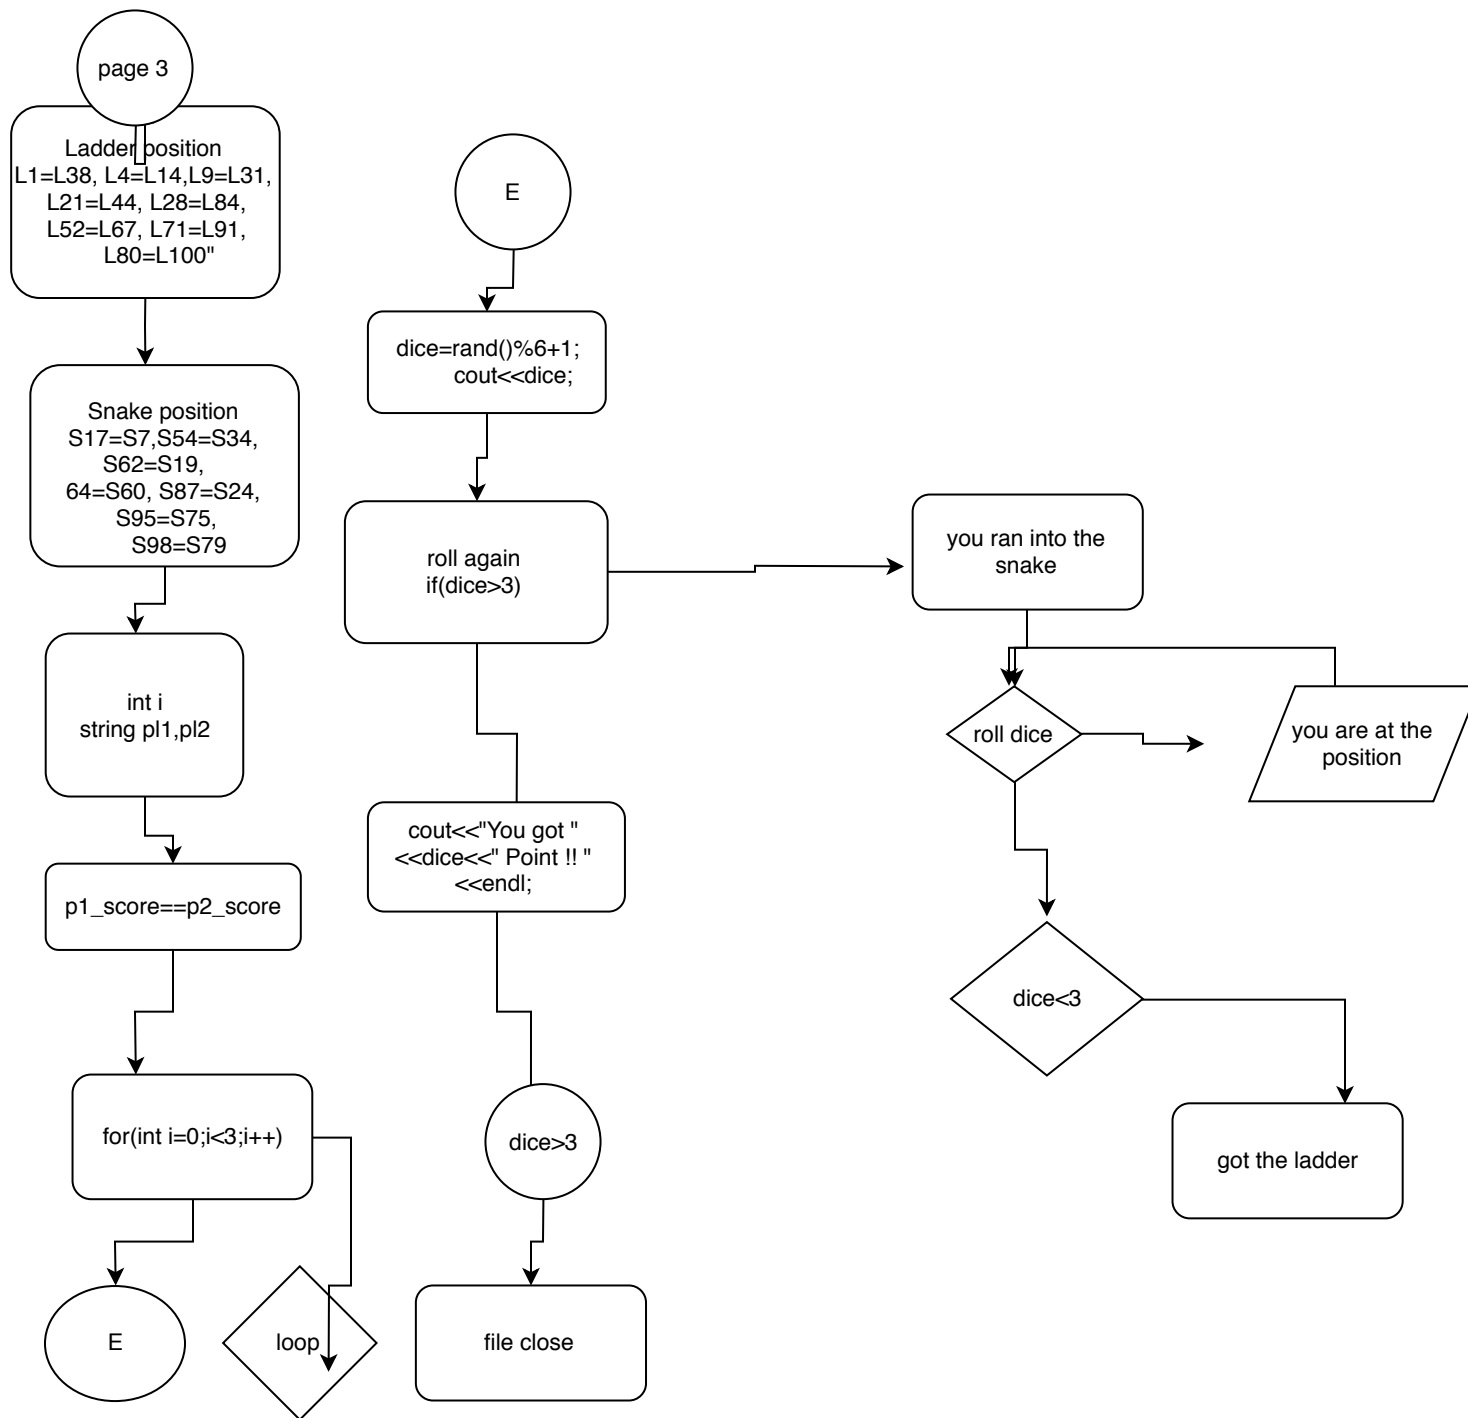 page 3
Ladder position
L1=L38, L4=L14,L9=L31,
L21=L44, L28=L84,
L52=L67, L71=L91,
L80=L100"
Snake position
S17=S7,S54=S34,
S62=S19,
64=S60, S87=S24,
S95=S75,
S98=S79
int i
string pl1,pl2
p1_score==p2_score
for(int i=0;i<3;i++)
E
loop
E
dice=rand()%6+1;
cout<<dice;
roll again
if(dice>3)
cout<<"You got "
<<dice<<" Point !! "
<<endl;
dice>3
file close
you ran into the
snake
roll dice
you are at the
position
dice<3
got the ladder